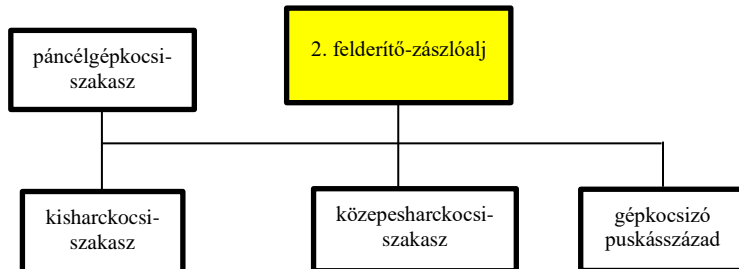 páncélgépkocsi-
szakasz
2. felderítő-zászlóalj
kisharckocsi-
szakasz
közepesharckocsi-
szakasz
gépkocsizó
puskásszázad